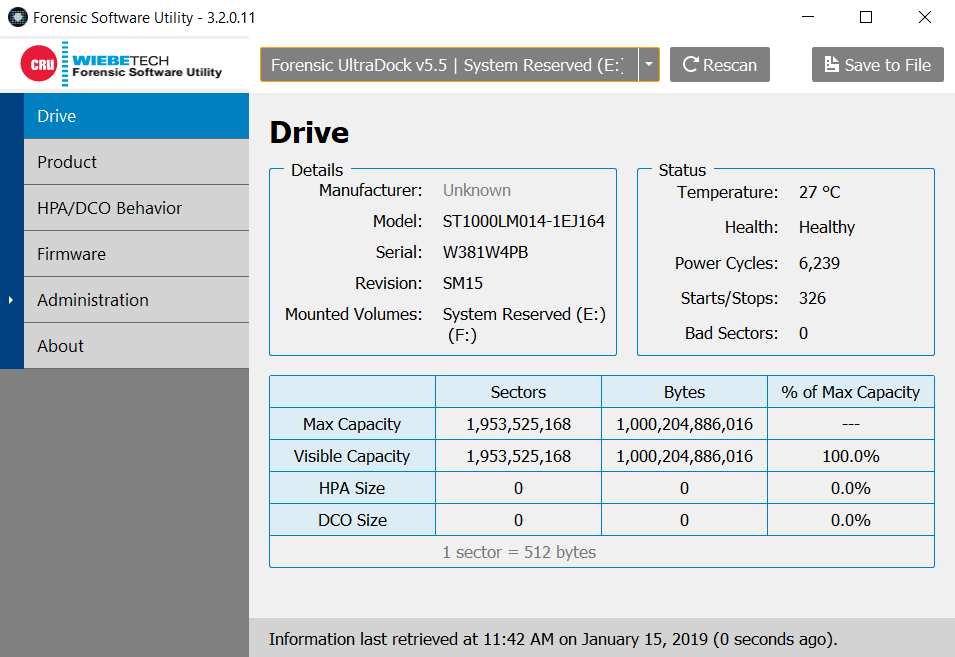 Forensic Software Utility - 3.2.0.11
CRU WIEBETECH
Forensic Software Utility
Forensic UltraDock v5.5 | System Reserved (E:)
Rescan
Save to File
Drive
Product
HPA/DCO Behavior
Firmware
Administration
About
Drive
Details
Manufacturer: Unknown
Model: ST1000LM014-1EJ164
Serial: W381W4PB
Revision: SM15
Mounted Volumes: System Reserved (E:)
(F:)
Status
Temperature: 27 °C
Health: Healthy
Power Cycles: 6,239
Starts/Stops: 326
Bad Sectors: 0
Sectors Bytes % of Max Capacity
Max Capacity 1,953,525,168 1,000,204,886,016 ---
Visible Capacity 1,953,525,168 1,000,204,886,016 100.0%
HPA Size 0 0 0.0%
DCO Size 0 0 0.0%
1 sector = 512 bytes
Information last retrieved at 11:42 AM on January 15, 2019 (0 seconds ago).